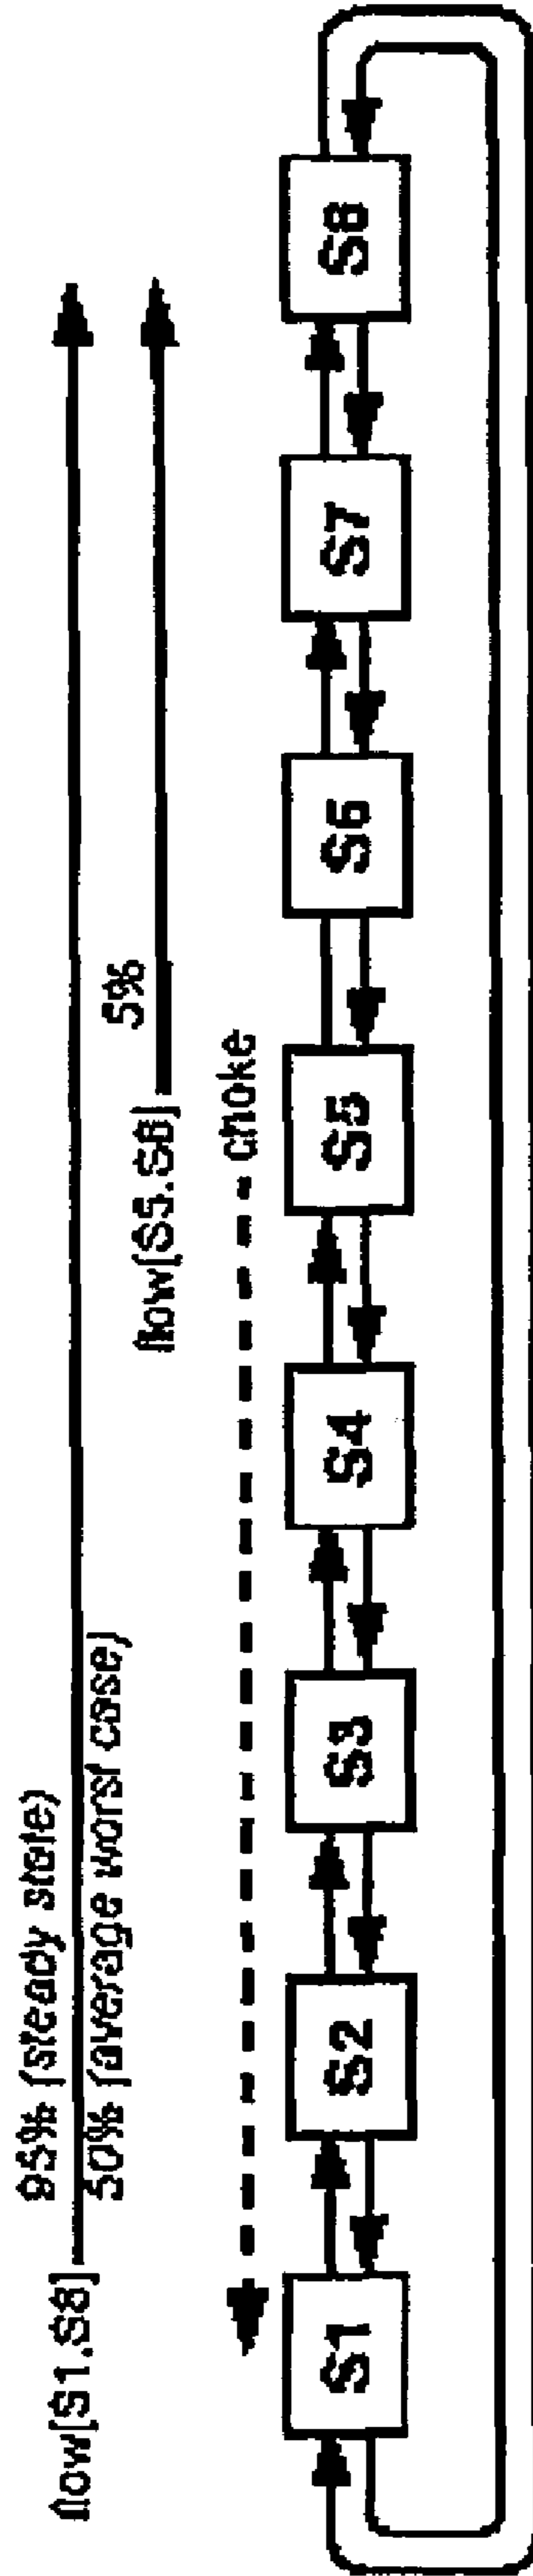 95% (steady state)
flow[S1.S8]
50% (average worst case)
5%
flow[S5.S8]
choke
S1 S2 S3 S4 S5 S6 S7 S8